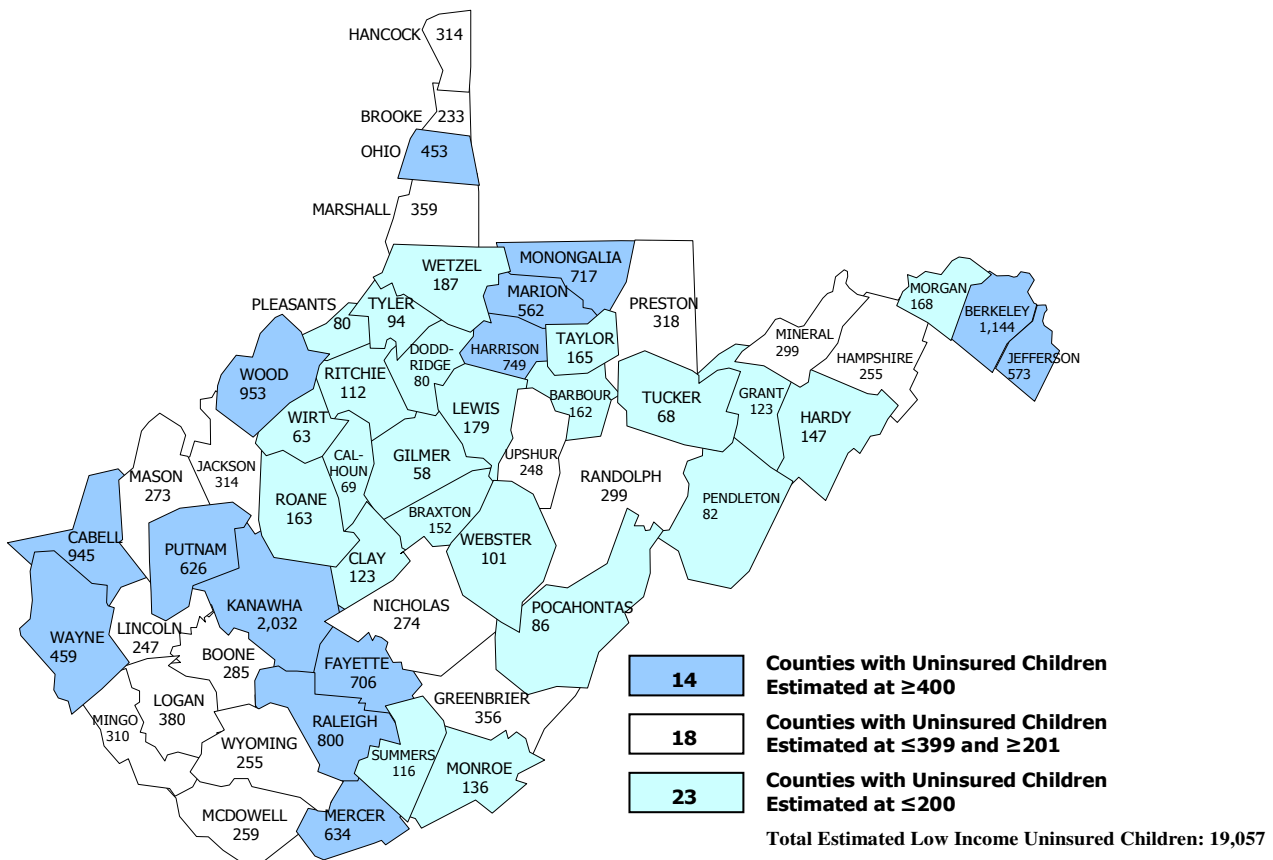 HANCOCK 314
BROOKE 233
OHIO 453
MARSHALL 359
WETZEL
187
MONONGALIA
717
MARION
562
PRESTON
318
PLEASANTS
80
TYLER
94
DODD-
RIDGE
80
HARRISON
749
TAYLOR
165
MINERAL
299
HAMPSHIRE
255
MORGAN
168
BERKELEY
1,144
JEFFERSON
573
WOOD
953
RITCHIE
112
WIRT
63
LEWIS
179
BARBOUR
162
TUCKER
68
GRANT
123
HARDY
147
MASON
273
JACKSON
314
CAL-
HOUN
69
GILMER
58
UPSHUR
248
RANDOLPH
299
PENDLETON
82
ROANE
163
BRAXTON
152
WEBSTER
101
CABELL
945
PUTNAM
626
CLAY
123
KANAWHA
2,032
NICHOLAS
274
POCAHONTAS
86
WAYNE
459
LINCOLN
247
BOONE
285
FAYETTE
706
GREENBRIER
356
LOGAN
380
MINGO
310
RALEIGH
800
WYOMING
255
SUMMERS
116
MONROE
136
MCDOWELL
259
MERCER
634
14
Counties with Uninsured Children
Estimated at ≥400
18
Counties with Uninsured Children
Estimated at ≤399 and ≥201
23
Counties with Uninsured Children
Estimated at ≤200
Total Estimated Low Income Uninsured Children: 19,057